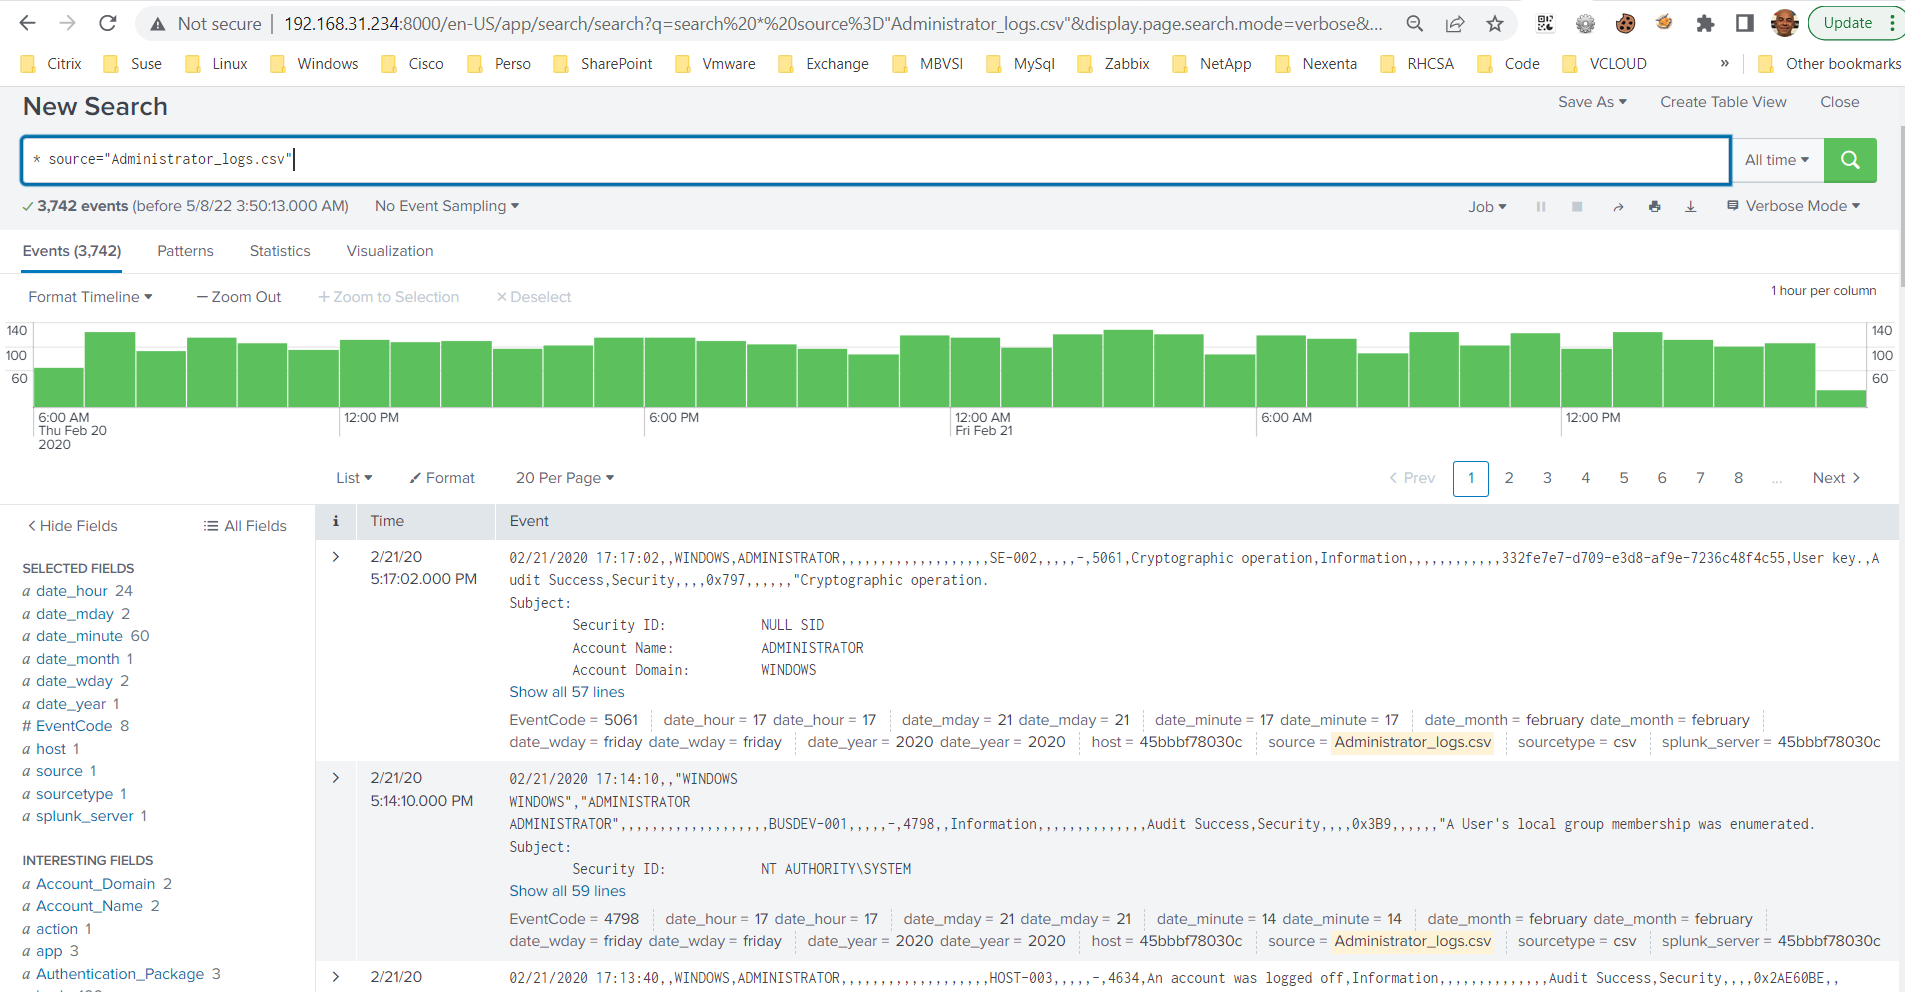 Not secure | 192.168.31.234:8000/en-US/app/search/search?q=search%20*%20source%3D"Administrator_logs.csv"&display.page.search.mode=verbose&... Update
Citrix Suse Linux Windows Cisco Perso SharePoint Vmware Exchange MBVSI MySql Zabbix NetApp Nexenta RHCSA Code VCLOUD » Other bookmarks
New Search Save As Create Table View Close
* source="Administrator_logs.csv" All time
3,742 events (before 5/8/22 3:50:13.000 AM) No Event Sampling Job Verbose Mode
Events (3,742) Patterns Statistics Visualization
Format Timeline — Zoom Out + Zoom to Selection × Deselect 1 hour per column
140 140
100 100
60 60
6:00 AM 12:00 PM 6:00 PM 12:00 AM 6:00 AM 12:00 PM
Thu Feb 20 Fri Feb 21
2020
List Format 20 Per Page < Prev 1 2 3 4 5 6 7 8 ... Next >
< Hide Fields All Fields
SELECTED FIELDS
a date_hour 24
a date_mday 2
a date_minute 60
a date_month 1
a date_wday 2
a date_year 1
# EventCode 8
a host 1
a source 1
a sourcetype 1
a splunk_server 1
INTERESTING FIELDS
a Account_Domain 2
a Account_Name 2
a action 1
a app 3
a Authentication_Package 3
i Time Event
> 2/21/20
5:17:02.000 PM
02/21/2020 17:17:02,,WINDOWS,ADMINISTRATOR,,,,,,,,,,,,,,,,,,,SE-002,,,,,-,5061,Cryptographic operation,Information,,,,,,,,,,,,332fe7e7-d709-e3d8-af9e-7236c48f4c55,User key.,A
udit Success,Security,,,,0x797,,,,,,"Cryptographic operation.
Subject:
Security ID: NULL SID
Account Name: ADMINISTRATOR
Account Domain: WINDOWS
Show all 57 lines
EventCode = 5061 date_hour = 17 date_hour = 17 date_mday = 21 date_mday = 21 date_minute = 17 date_minute = 17 date_month = february date_month = february
date_wday = friday date_wday = friday date_year = 2020 date_year = 2020 host = 45bbbf78030c source = Administrator_logs.csv sourcetype = csv splunk_server = 45bbbf78030c
> 2/21/20
5:14:10.000 PM
02/21/2020 17:14:10,,"WINDOWS
WINDOWS","ADMINISTRATOR
ADMINISTRATOR",,,,,,,,,,,,,,,,,,,BUSDEV-001,,,,,-,4798,,Information,,,,,,,,,,,,,,Audit Success,Security,,,,0x3B9,,,,,,"A User's local group membership was enumerated.
Subject:
Security ID: NT AUTHORITY\SYSTEM
Show all 59 lines
EventCode = 4798 date_hour = 17 date_hour = 17 date_mday = 21 date_mday = 21 date_minute = 14 date_minute = 14 date_month = february date_month = february
date_wday = friday date_wday = friday date_year = 2020 date_year = 2020 host = 45bbbf78030c source = Administrator_logs.csv sourcetype = csv splunk_server = 45bbbf78030c
> 2/21/20
02/21/2020 17:13:40,,WINDOWS,ADMINISTRATOR,,,,,,,,,,,,,,,,,,,HOST-003,,,,,-,4634,An account was logged off,Information,,,,,,,,,,,,,,Audit Success,Security,,,,0x2AE60BE,,